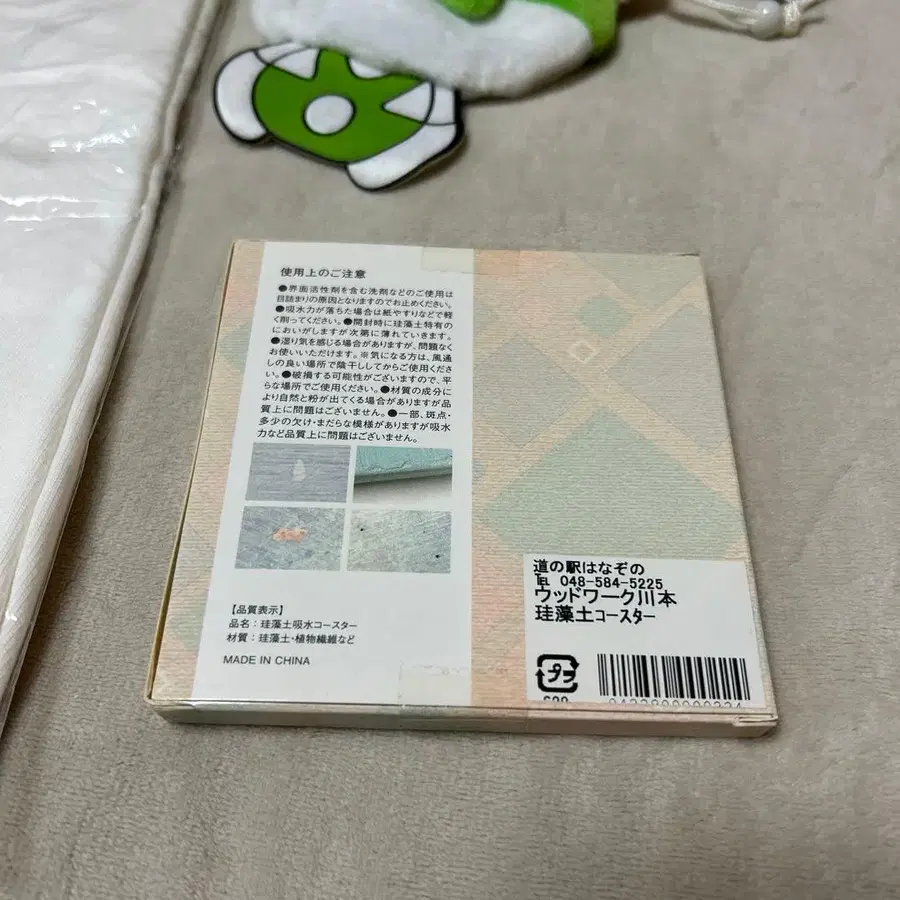 使用上のご注意
●界面活性剤を含む洗剤などのご使用は
目詰まりの原因となりますのでお止めください。
●吸水力が落ちた場合は紙やすりなどで軽
く削ってください。●開封時に珪藻土特有の
においがしますが次第に薄れていきます。
●湿り気を感じる場合がありますが、問題なく
お使いいただけます。※気になる方は、風通
しの良い場所で陰干ししてからご使用くださ
い。●破損する可能性がございますので、平
らな場所でご使用ください。●材質の成分に
より自然と粉が出てくる場合がありますが品
質上に問題はございません。●一部、斑点・
多少の欠け・まだらな模様がありますが吸水
力など品質上に問題はございません。
【品質表示】
品名：珪藻土吸水コースター
材質：珪藻土・植物繊維など
MADE IN CHINA
道の駅はなぞの
℡ 048-584-5225
ウッドワーク川本
珪藻土コースター
プラ